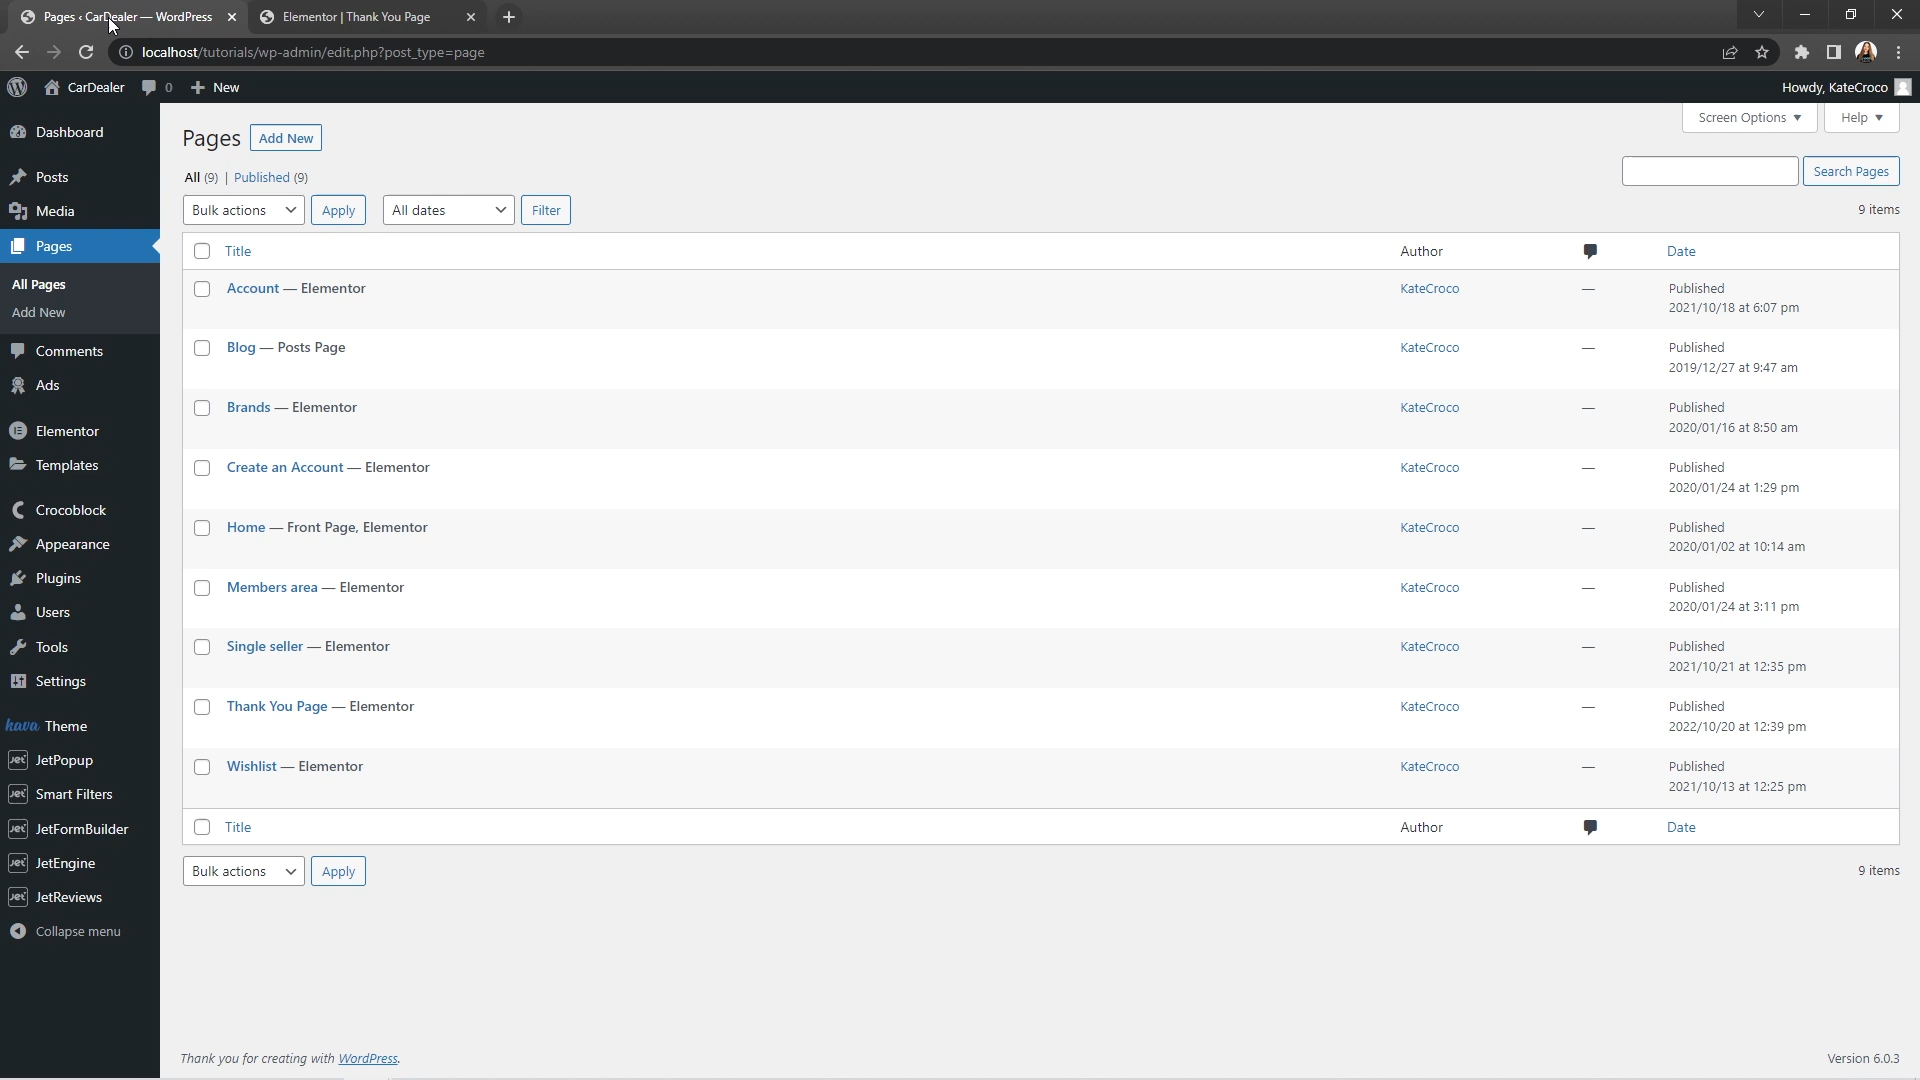 Pages ‹ CarDealer — WordPress
Elementor | Thank You Page
localhost/tutorials/wp-admin/edit.php?post_type=page
CarDealer 0 New
Howdy, KateCroco
Dashboard
Posts
Media
Pages
All Pages
Add New
Comments
Ads
Elementor
Templates
Crocoblock
Appearance
Plugins
Users
Tools
Settings
kava Theme
Jet JetPopup
Jet Smart Filters
Jet JetFormBuilder
Jet JetEngine
Jet JetReviews
Collapse menu
Screen Options Help
Pages Add New
All (9) | Published (9)
Search Pages
Bulk actions Apply All dates Filter 9 items
Title Author Date
Account — Elementor KateCroco — Published
2021/10/18 at 6:07 pm
Blog — Posts Page KateCroco — Published
2019/12/27 at 9:47 am
Brands — Elementor KateCroco — Published
2020/01/16 at 8:50 am
Create an Account — Elementor KateCroco — Published
2020/01/24 at 1:29 pm
Home — Front Page, Elementor KateCroco — Published
2020/01/02 at 10:14 am
Members area — Elementor KateCroco — Published
2020/01/24 at 3:11 pm
Single seller — Elementor KateCroco — Published
2021/10/21 at 12:35 pm
Thank You Page — Elementor KateCroco — Published
2022/10/20 at 12:39 pm
Wishlist — Elementor KateCroco — Published
2021/10/13 at 12:25 pm
Title Author Date
Bulk actions Apply 9 items
Thank you for creating with WordPress. Version 6.0.3